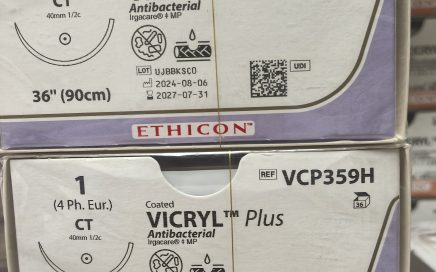 CT
40mm 1/2c
Antibacterial
Irgacare® ‡ MP
LOT UJBBKSC0
2024-08-06
2027-07-31
UDI
36" (90cm)
ETHICON™
1
(4 Ph. Eur.)
CT
40mm 1/2c
Coated
VICRYL™ Plus
Antibacterial
Irgacare® ‡ MP
REF VCP359H
36